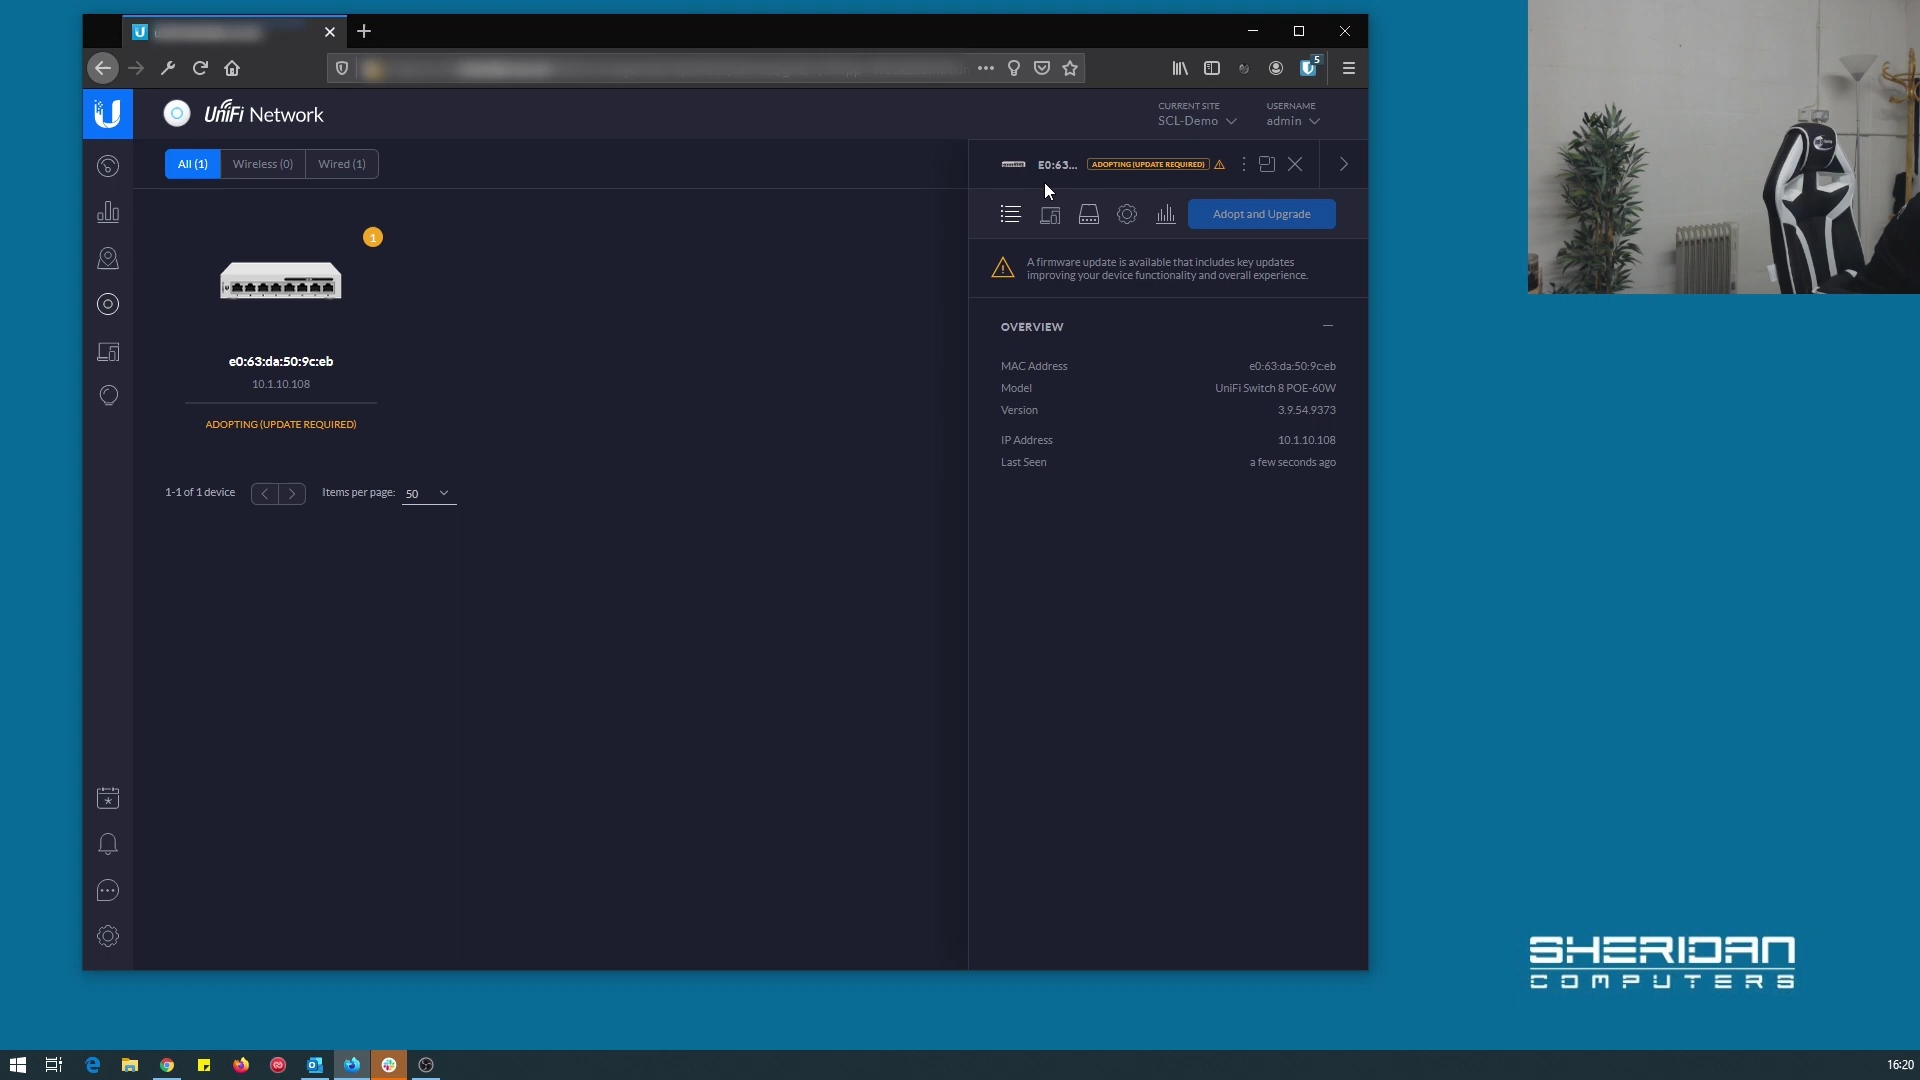 5
UniFi Network
CURRENT SITE
SCL-Demo
USERNAME
admin
All (1)
Wireless (0)
Wired (1)
E0:63...
ADOPTING (UPDATE REQUIRED)
Adopt and Upgrade
A firmware update is available that includes key updates
improving your device functionality and overall experience.
1
e0:63:da:50:9c:eb
10.1.10.108
ADOPTING (UPDATE REQUIRED)
1-1 of 1 device
Items per page:
50
OVERVIEW
MAC Address e0:63:da:50:9c:eb
Model UniFi Switch 8 POE-60W
Version 3.9.54.9373
IP Address 10.1.10.108
Last Seen a few seconds ago
SHERIDAN
COMPUTERS
16:20